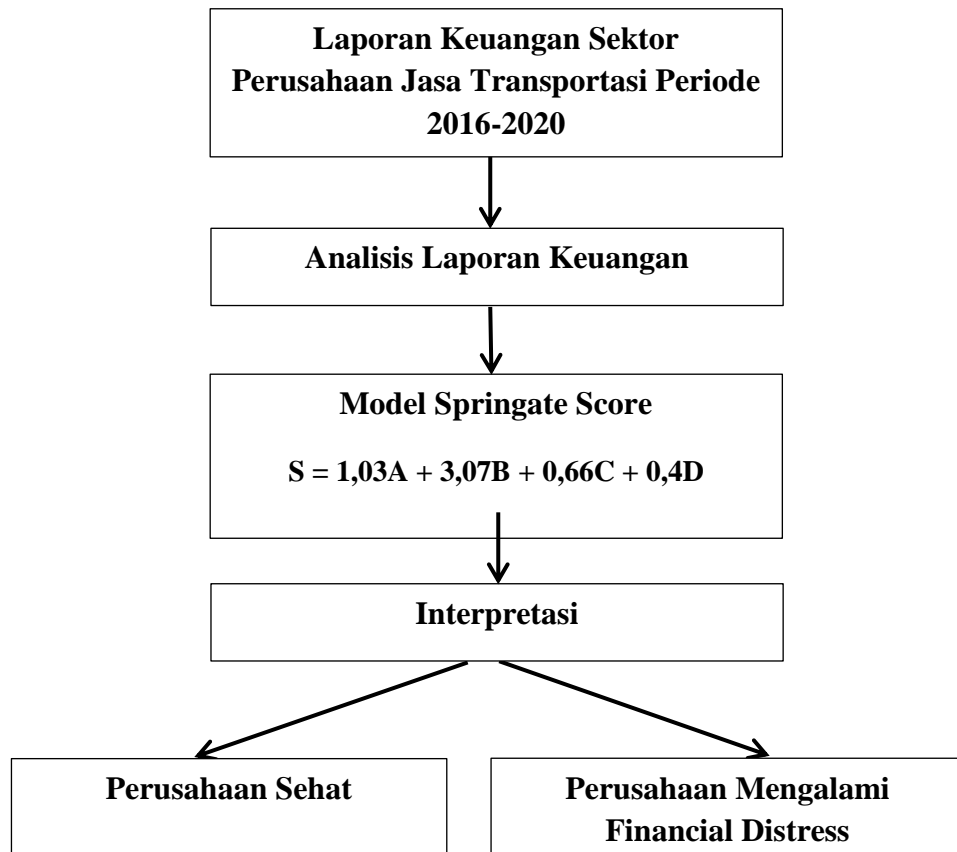 Laporan Keuangan Sektor
Perusahaan Jasa Transportasi Periode
2016-2020
Analisis Laporan Keuangan
Model Springate Score
S = 1,03A + 3,07B + 0,66C + 0,4D
Interpretasi
Perusahaan Sehat
Perusahaan Mengalami
Financial Distress